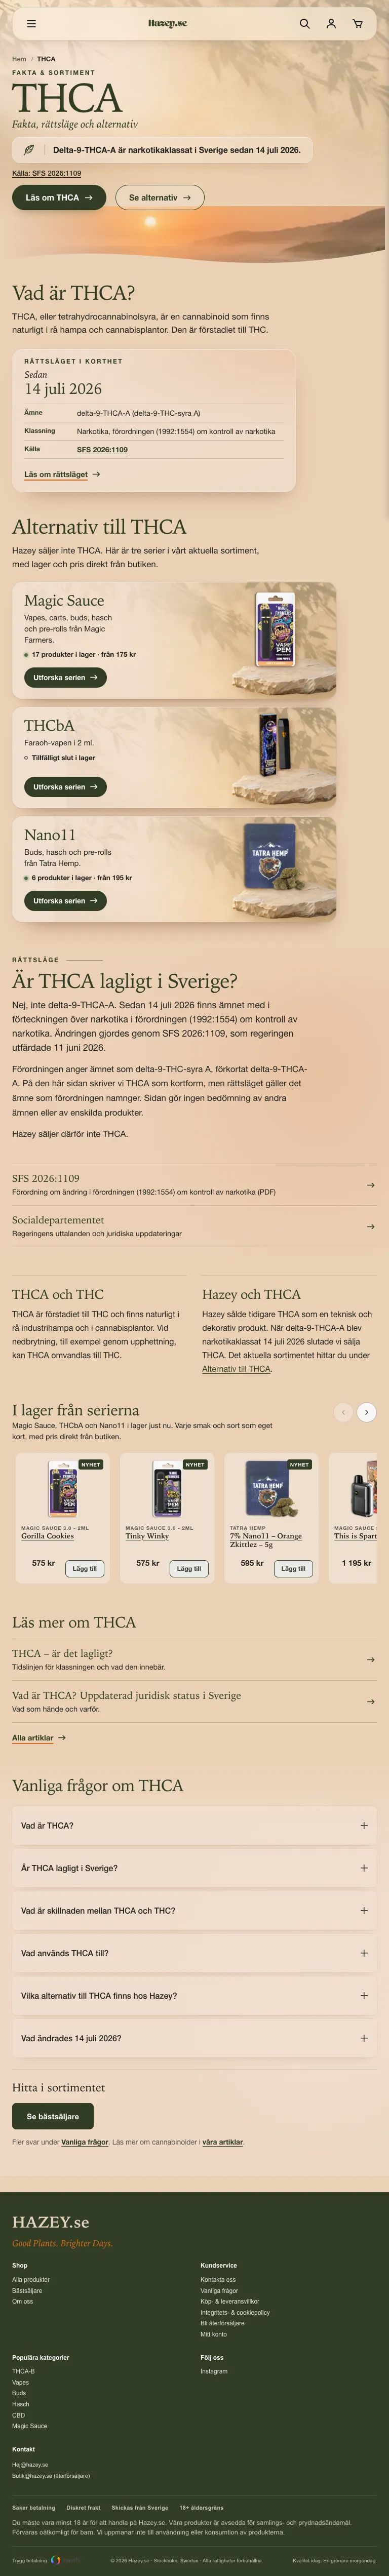 Hazey.se
Hem / THCA
FAKTA & SORTIMENT
THCA
Fakta, rättsläge och alternativ
Delta-9-THCA-A är narkotikaklassat i Sverige sedan 14 juli 2026.
Källa: SFS 2026:1109
Läs om THCA →
Se alternativ →
Vad är THCA?
THCA, eller tetrahydrocannabinolsyra, är en cannabinoid som finns
naturligt i rå hampa och cannabisplantor. Den är förstadiet till THC.
RÄTTSLÄGET I KORTHET
Sedan
14 juli 2026
Ämne delta-9-THCA-A (delta-9-THC-syra A)
Klassning Narkotika, förordningen (1992:1554) om kontroll av narkotika
Källa SFS 2026:1109
Läs om rättsläget →
Alternativ till THCA
Hazey säljer inte THCA. Här är tre serier i vårt aktuella sortiment,
med lager och pris direkt från butiken.
Magic Sauce
Vapes, carts, buds, hasch
och pre-rolls från Magic
Farmers.
17 produkter i lager · från 175 kr
Utforska serien →
THCbA
Faraoh-vapen i 2 ml.
Tillfälligt slut i lager
Utforska serien →
Nano11
Buds, hasch och pre-rolls
från Tatra Hemp.
6 produkter i lager · från 195 kr
Utforska serien →
TATRA HEMP
RÄTTSLÄGE
Är THCA lagligt i Sverige?
Nej, inte delta-9-THCA-A. Sedan 14 juli 2026 finns ämnet med i
förteckningen över narkotika i förordningen (1992:1554) om kontroll av
narkotika. Ändringen gjordes genom SFS 2026:1109, som regeringen
utfärdade 11 juni 2026.
Förordningen anger ämnet som delta-9-THC-syra A, förkortat delta-9-THCA-
A. På den här sidan skriver vi THCA som kortform, men rättsläget gäller det
ämne som förordningen namnger. Sidan gör ingen bedömning av andra
ämnen eller av enskilda produkter.
Hazey säljer därför inte THCA.
SFS 2026:1109
Förordning om ändring i förordningen (1992:1554) om kontroll av narkotika (PDF)
Socialdepartementet
Regeringens uttalanden och juridiska uppdateringar
THCA och THC
THCA är förstadiet till THC och finns naturligt i
rå industrihampa och i cannabisplantor. Vid
nedbrytning, till exempel genom upphettning,
kan THCA omvandlas till THC.
Hazey och THCA
Hazey sålde tidigare THCA som en teknisk och
dekorativ produkt. När delta-9-THCA-A blev
narkotikaklassat 14 juli 2026 slutade vi sälja
THCA. Det aktuella sortimentet hittar du under
Alternativ till THCA.
I lager från serierna
Magic Sauce, THCbA och Nano11 i lager just nu. Varje smak och sort som eget
kort, med pris direkt från butiken.
NYHET
MAGIC SAUCE 3.0 - 2ML
Gorilla Cookies
575 kr Lägg till
NYHET
MAGIC SAUCE 3.0 - 2ML
Tinky Winky
575 kr Lägg till
NYHET
TATRA HEMP
7% Nano11 – Orange
Zkittlez – 5g
595 kr Lägg till
MAGIC SAUCE
This is Spart
1 195 kr
Läs mer om THCA
THCA – är det lagligt?
Tidslinjen för klassningen och vad den innebär.
Vad är THCA? Uppdaterad juridisk status i Sverige
Vad som hände och varför.
Alla artiklar →
Vanliga frågor om THCA
Vad är THCA?
Är THCA lagligt i Sverige?
Vad är skillnaden mellan THCA och THC?
Vad används THCA till?
Vilka alternativ till THCA finns hos Hazey?
Vad ändrades 14 juli 2026?
Hitta i sortimentet
Se bästsäljare
Fler svar under Vanliga frågor. Läs mer om cannabinoider i våra artiklar.
HAZEY.se
Good Plants. Brighter Days.
Shop
Alla produkter
Bästsäljare
Om oss
Kundservice
Kontakta oss
Vanliga frågor
Köp- & leveransvillkor
Integritets- & cookiepolicy
Bli återförsäljare
Mitt konto
Populära kategorier
THCA-B
Vapes
Buds
Hasch
CBD
Magic Sauce
Följ oss
Instagram
Kontakt
Hej@hazey.se
Butik@hazey.se (återförsäljare)
Säker betalning Diskret frakt Skickas från Sverige 18+ åldersgräns
Du måste vara minst 18 år för att handla på Hazey.se. Våra produkter är avsedda för samlings- och prydnadsändamål.
Förvaras oåtkomligt för barn. Vi uppmanar inte till användning eller annan konsumtion av produkterna.
Trygg betalning © 2026 Hazey.se · Stockholm, Sweden · Alla rättigheter förbehållna. Kvalitet idag. En grönare morgondag.